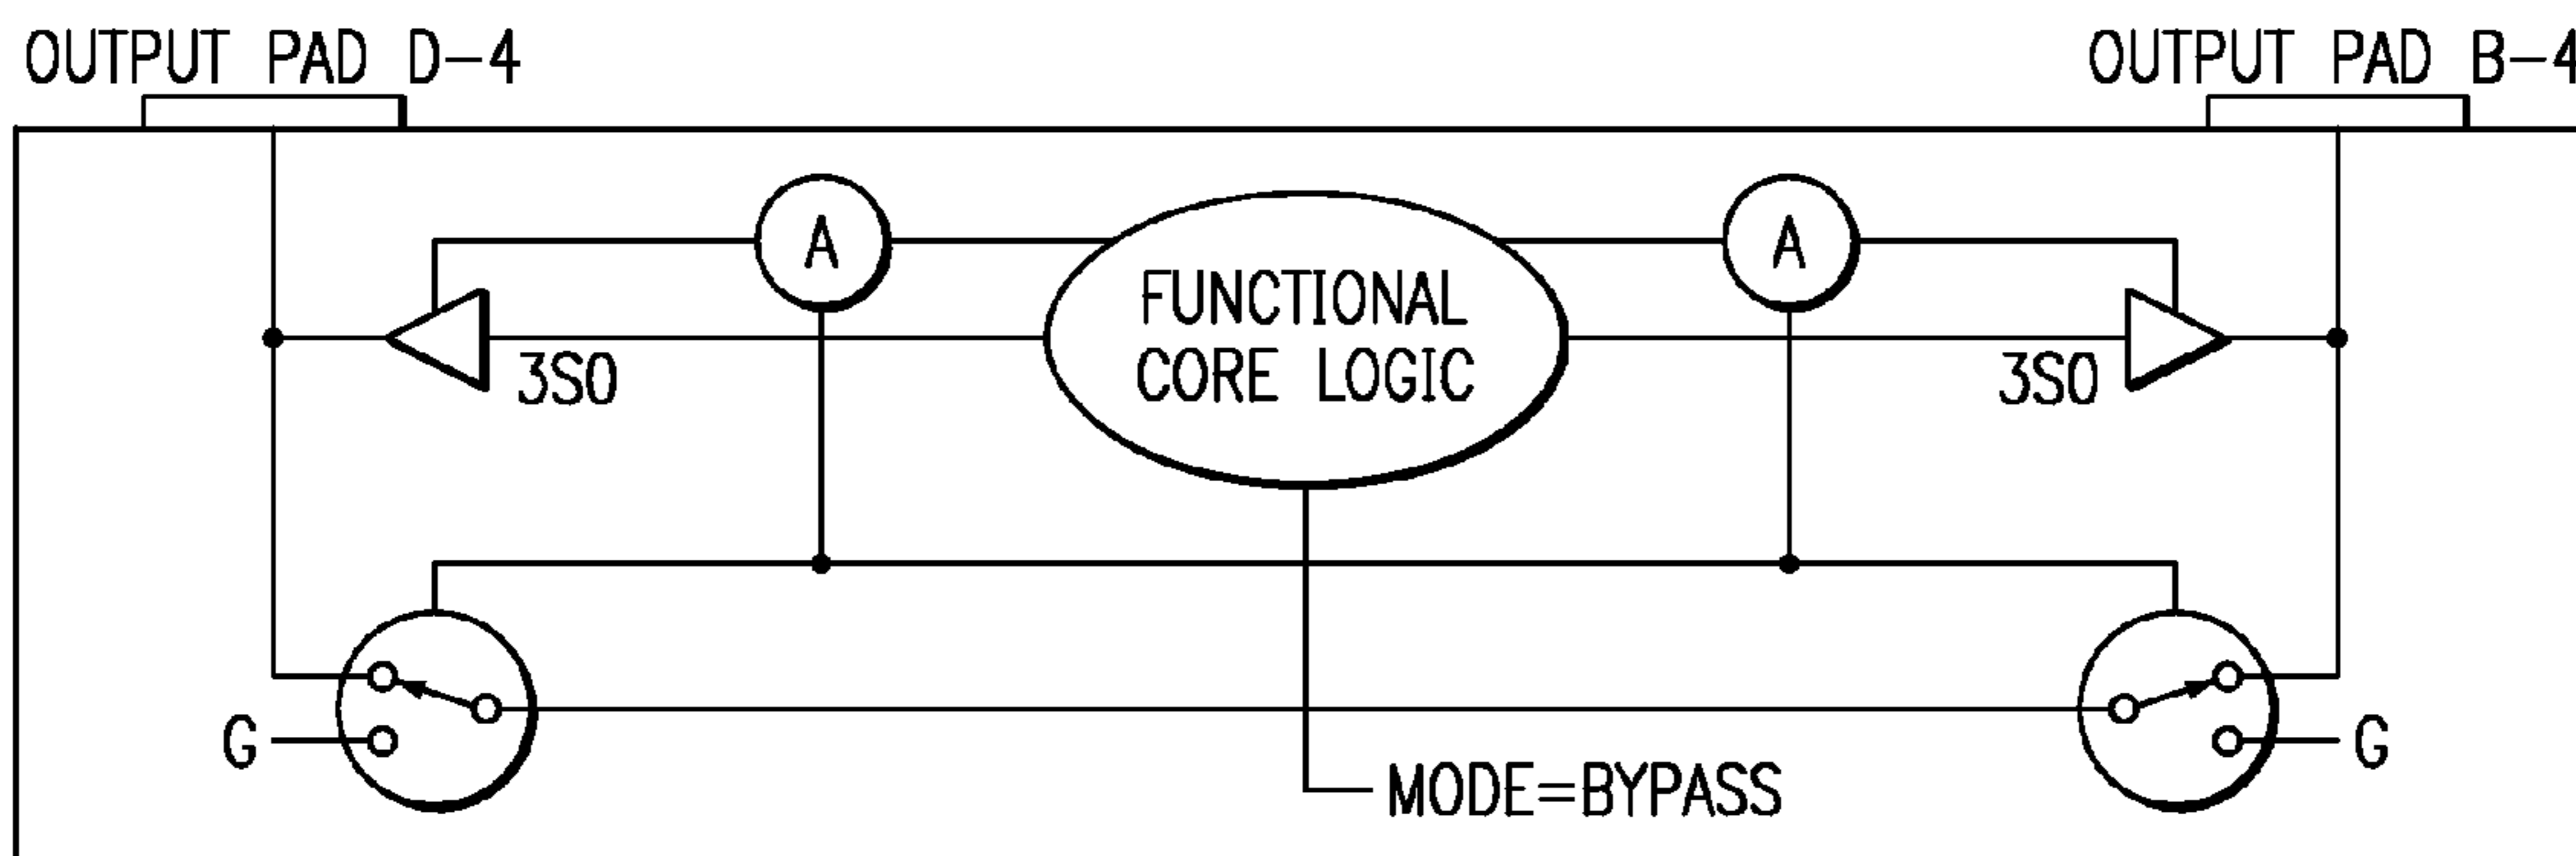 OUTPUT PAD D-4
OUTPUT PAD B-4
A
A
FUNCTIONAL
CORE LOGIC
3SO
3SO
G
G
MODE=BYPASS